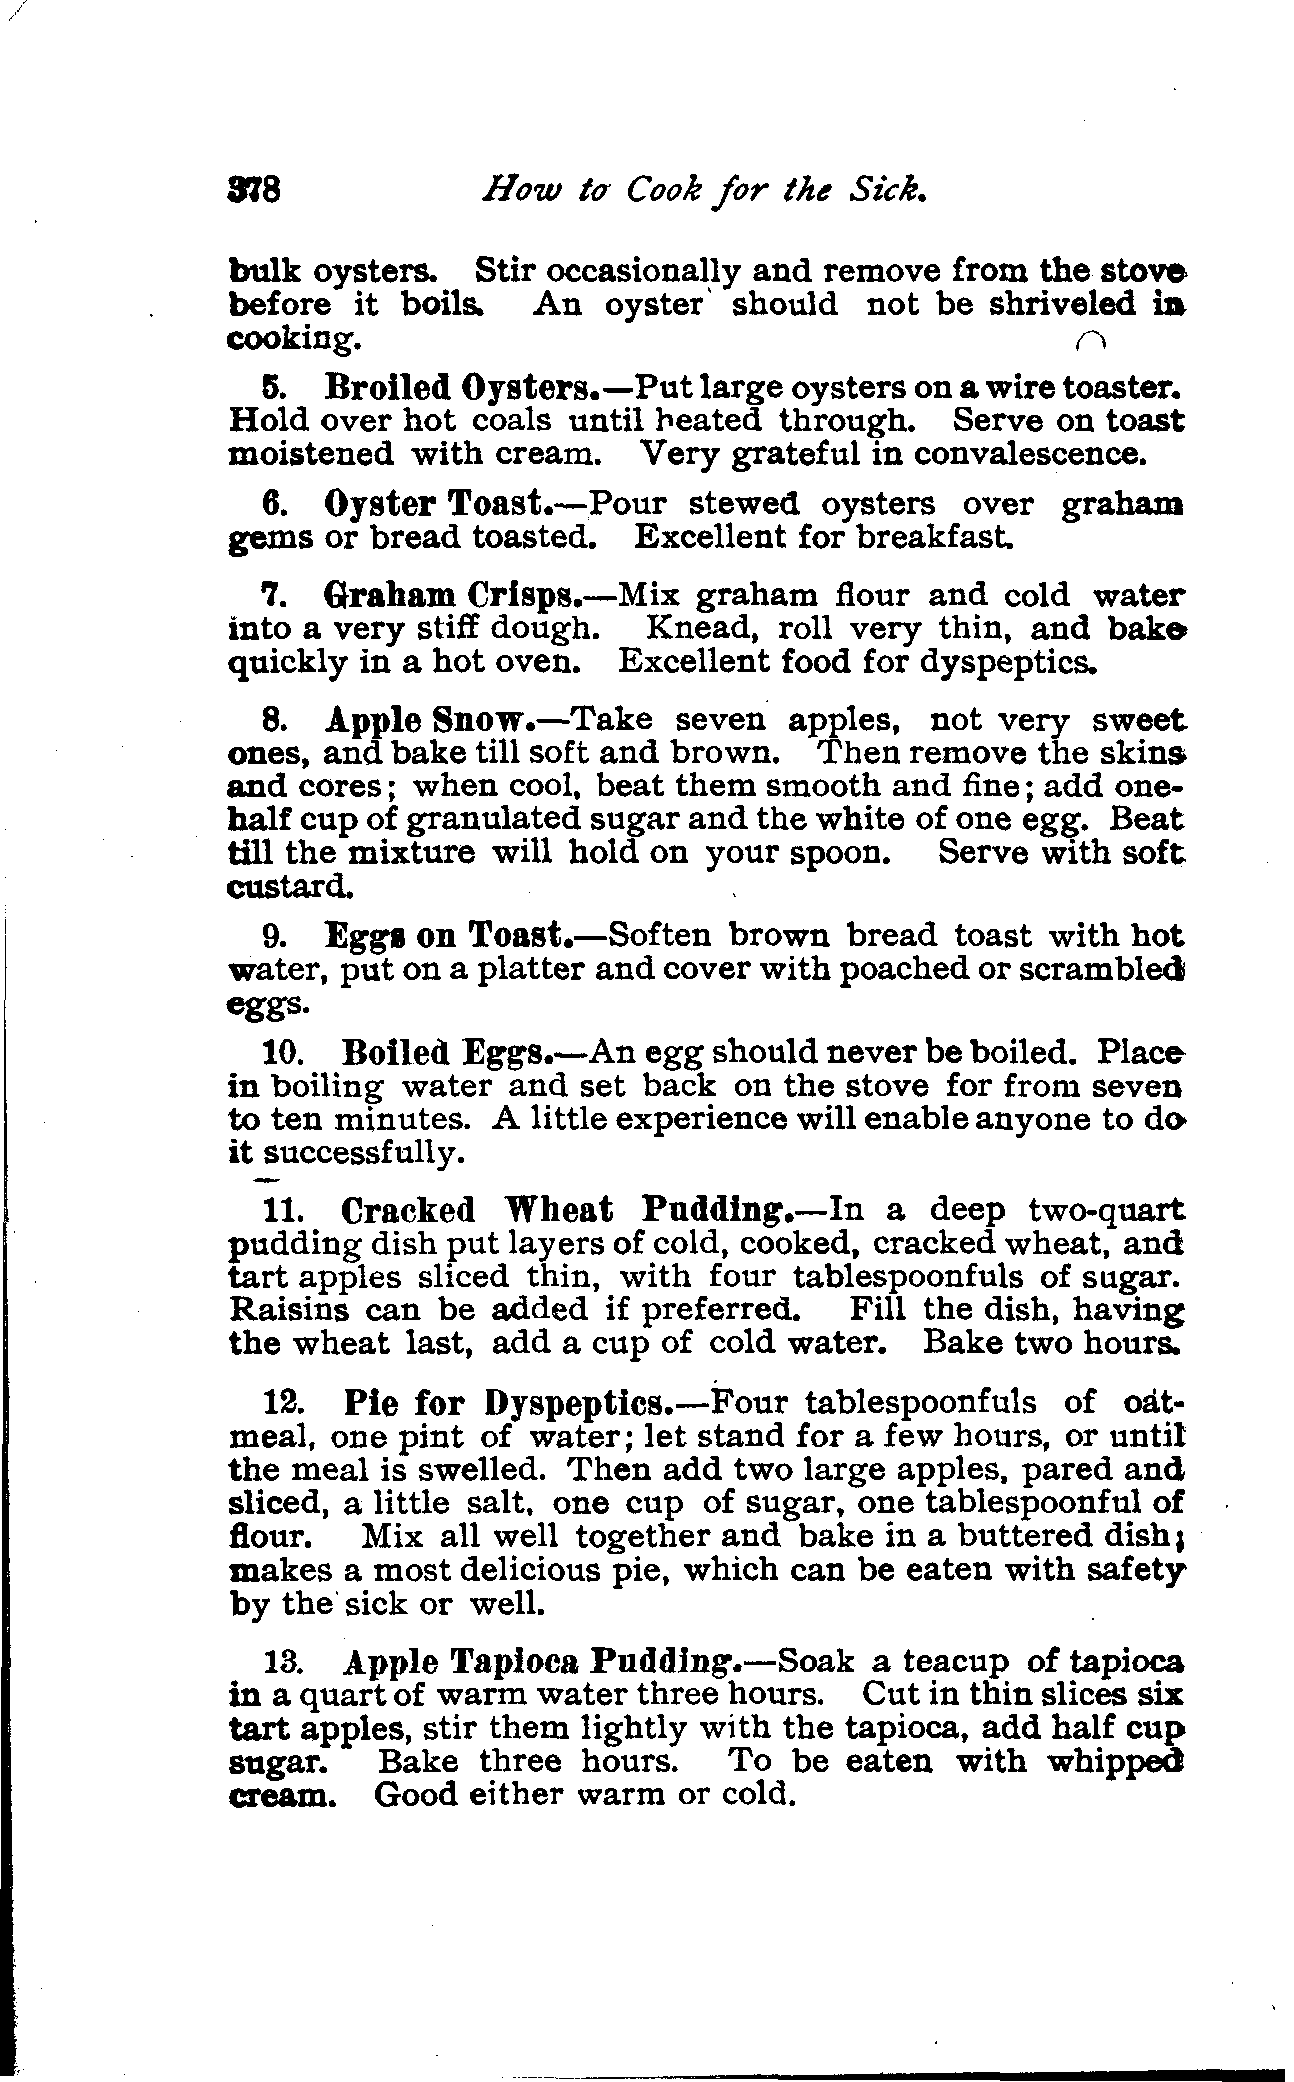 378 How to Cook for the Sick.
bulk oysters. Stir occasionally and remove from the stove
before it boils. An oyster should not be shriveled in
cooking.
5. Broiled Oysters.—Put large oysters on a wire toaster.
Hold over hot coals until heated through. Serve on toast
moistened with cream. Very grateful in convalescence.
6. Oyster Toast.—Pour stewed oysters over graham
gems or bread toasted. Excellent for breakfast.
7. Graham Crisps.—Mix graham flour and cold water
into a very stiff dough. Knead, roll very thin, and bake
quickly in a hot oven. Excellent food for dyspeptics.
8. Apple Snow.—Take seven apples, not very sweet
ones, and bake till soft and brown. Then remove the skins
and cores; when cool, beat them smooth and fine; add one-
half cup of granulated sugar and the white of one egg. Beat
till the mixture will hold on your spoon. Serve with soft
custard.
9. Eggs on Toast.—Soften brown bread toast with hot
water, put on a platter and cover with poached or scrambled
eggs.
10. Boiled Eggs.—An egg should never be boiled. Place
in boiling water and set back on the stove for from seven
to ten minutes. A little experience will enable anyone to do
it successfully.
11. Cracked Wheat Pudding.—In a deep two-quart
pudding dish put layers of cold, cooked, cracked wheat, and
tart apples sliced thin, with four tablespoonfuls of sugar.
Raisins can be added if preferred. Fill the dish, having
the wheat last, add a cup of cold water. Bake two hours.
12. Pie for Dyspeptics.—Four tablespoonfuls of oat-
meal, one pint of water; let stand for a few hours, or until
the meal is swelled. Then add two large apples, pared and
sliced, a little salt, one cup of sugar, one tablespoonful of
flour. Mix all well together and bake in a buttered dish;
makes a most delicious pie, which can be eaten with safety
by the sick or well.
13. Apple Tapioca Pudding.—Soak a teacup of tapioca
in a quart of warm water three hours. Cut in thin slices six
tart apples, stir them lightly with the tapioca, add half cup
sugar. Bake three hours. To be eaten with whipped
cream. Good either warm or cold.